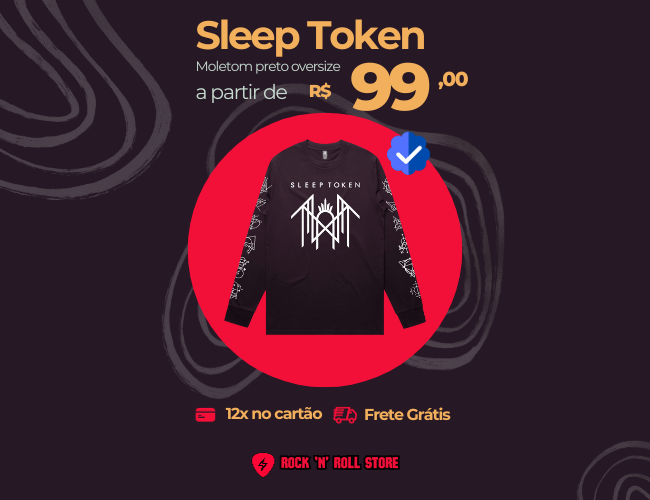 Sleep Token
Moletom preto oversize
a partir de R$ 99,00
SLEEP TOKEN
12x no cartão Frete Grátis
ROCK 'N' ROLL STORE